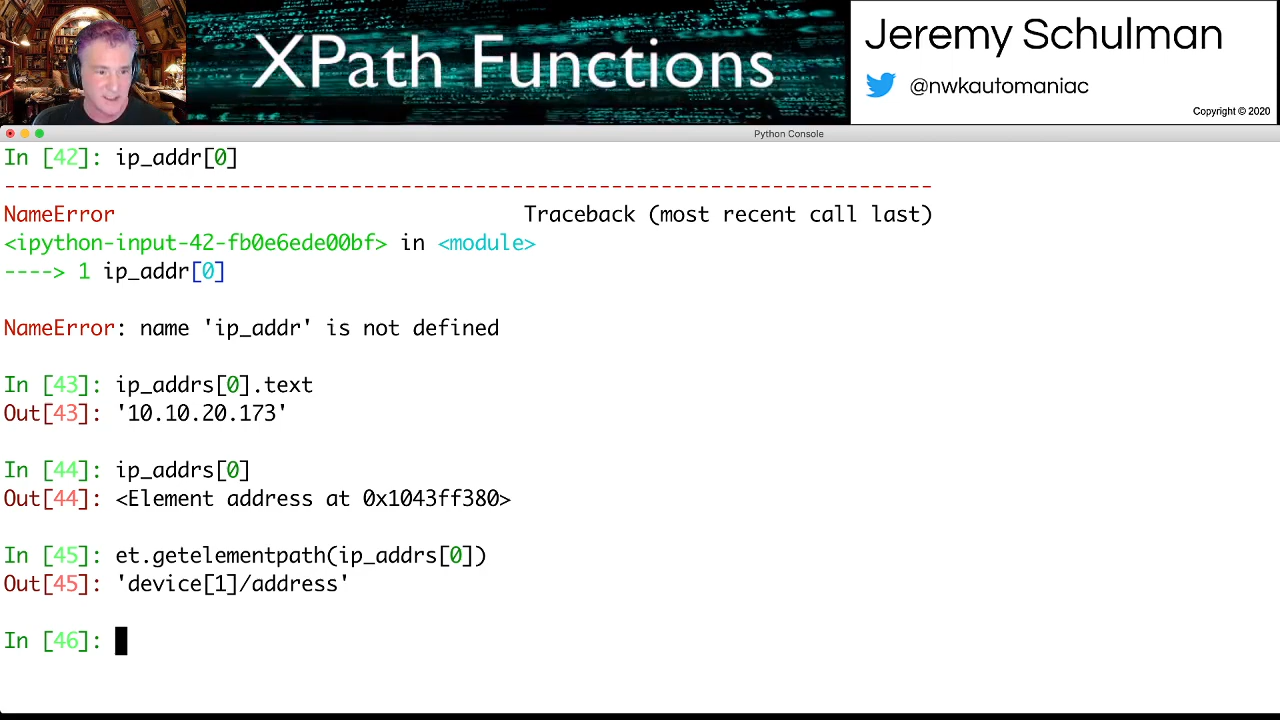 XPath Functions
Jeremy Schulman
@nwkautomaniac
Copyright © 2020
Python Console
In [42]: ip_addr[0]
---------------------------------------------------------------------------
NameError                                 Traceback (most recent call last)
<ipython-input-42-fb0e6ede00bf> in <module>
----> 1 ip_addr[0]
NameError: name 'ip_addr' is not defined
In [43]: ip_addrs[0].text
Out[43]: '10.10.20.173'
In [44]: ip_addrs[0]
Out[44]: <Element address at 0x1043ff380>
In [45]: et.getelementpath(ip_addrs[0])
Out[45]: 'device[1]/address'
In [46]: